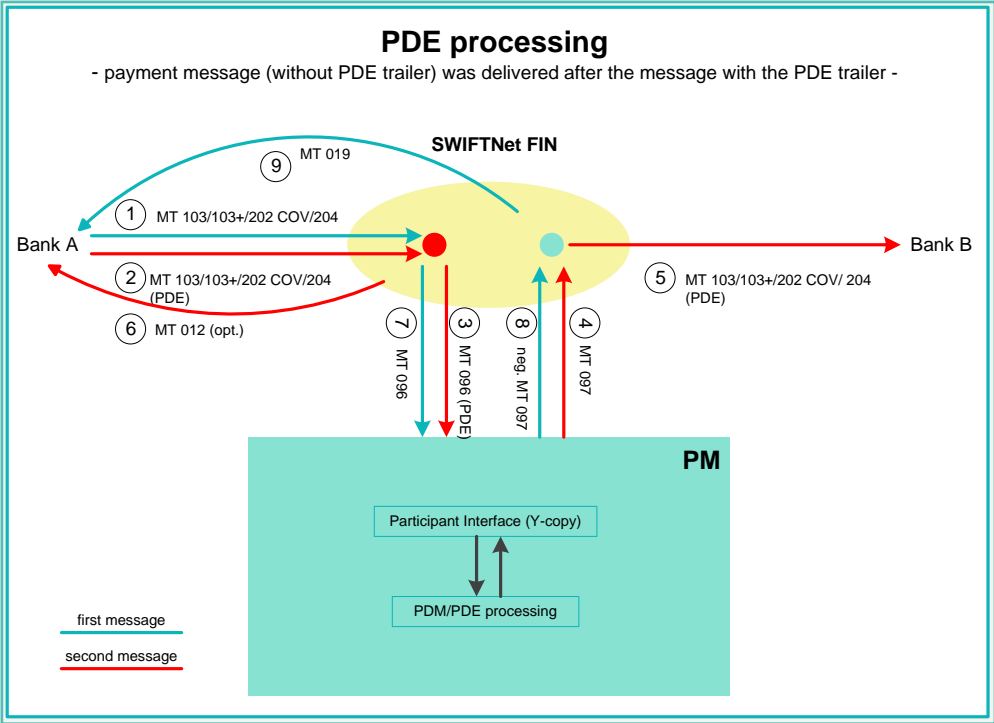 PDE processing
- payment message (without PDE trailer) was delivered after the message with the PDE trailer -
SWIFTNet FIN
9 MT 019
1 MT 103/103+/202 COV/204
Bank A
Bank B
2 MT 103/103+/202 COV/204
(PDE)
5 MT 103/103+/202 COV/ 204
(PDE)
6 MT 012 (opt.)
7 MT 096
3 MT 096 (PDE)
8 neg. MT 097
4 MT 097
PM
Participant Interface (Y-copy)
PDM/PDE processing
first message
second message